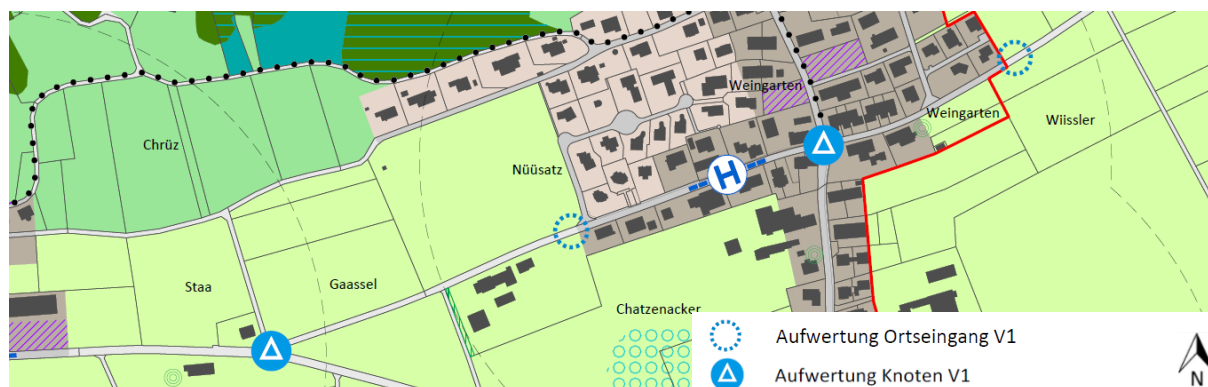 Weingarten
Weingarten
Wiissler
Chrüz
Nüüsatz
H
Staa
Gaassel
Chatzenacker
Aufwertung Ortseingang V1
Aufwertung Knoten V1
N